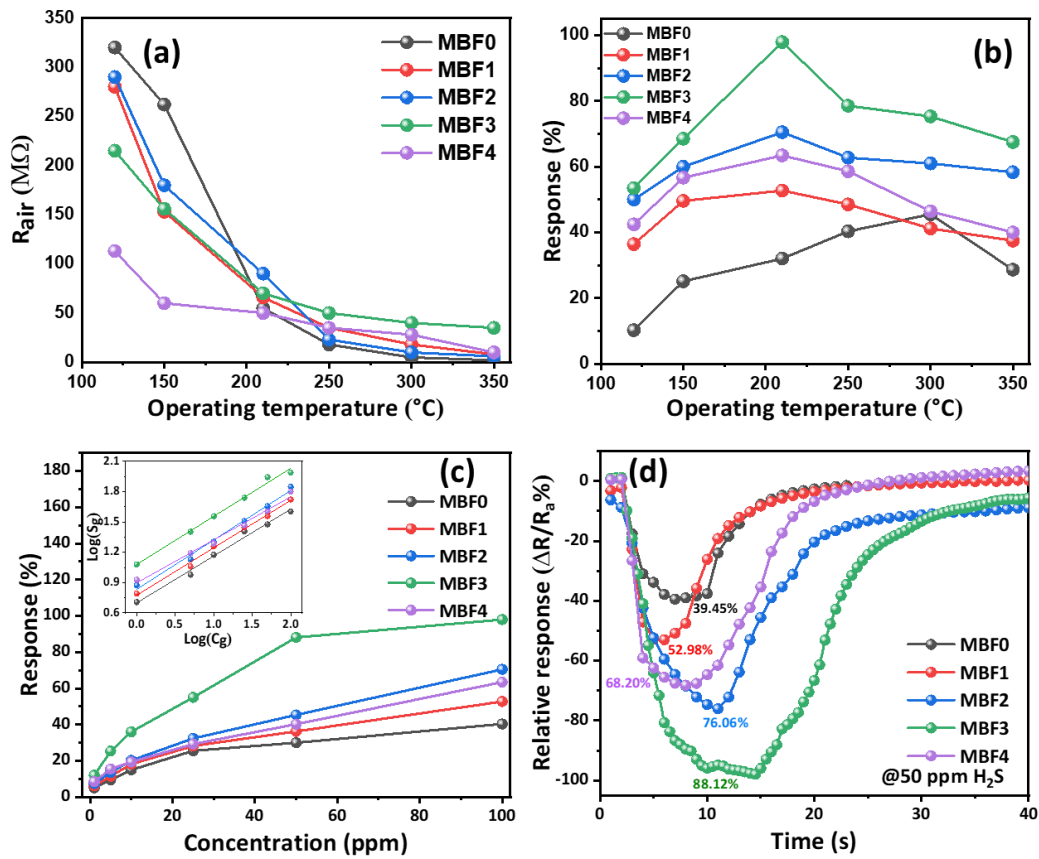 (a)
MBF0
MBF1
MBF2
MBF3
MBF4
350
300
250
200
150
100
50
0
100 150 200 250 300 350
Rair (MΩ)
Operating temperature (°C)
(b)
MBF0
MBF1
MBF2
MBF3
MBF4
100
80
60
40
20
0
100 150 200 250 300 350
Response (%)
Operating temperature (°C)
(c)
MBF0
MBF1
MBF2
MBF3
MBF4
180
160
140
120
100
80
60
40
20
0
0 20 40 60 80 100
Response (%)
Concentration (ppm)
2.1
1.8
1.5
1.2
0.9
0.6
0.0 0.5 1.0 1.5 2.0
Log(Sg)
Log(Cg)
(d)
0
-20
-40
-60
-80
-100
0 10 20 30 40
Relative response (ΔR/Ra%)
Time (s)
39.45%
52.98%
68.20%
76.06%
88.12%
MBF0
MBF1
MBF2
MBF3
MBF4
@50 ppm H2S